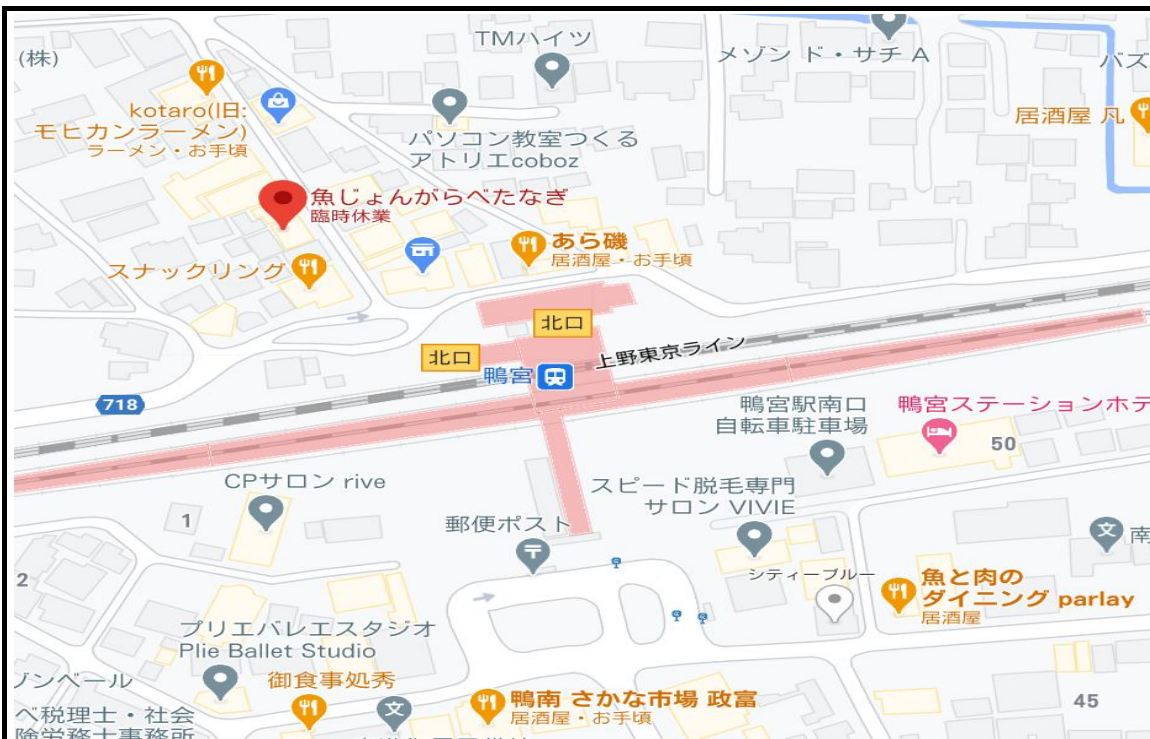 (株)
TMハイツ
メゾン ド・サチ A
バズ
kotaro(旧:
モヒカンラーメン)
ラーメン・お手頃
パソコン教室つくる
アトリエcoboz
居酒屋 凡
魚じょんがらべたなぎ
臨時休業
スナックリング
あら磯
居酒屋・お手頃
北口
北口
上野東京ライン
鴨宮
718
鴨宮駅南口
自転車駐車場
鴨宮ステーションホテ
50
CPサロン rive
スピード脱毛専門
サロン VIVIE
1
郵便ポスト
南
2
シティーブルー
魚と肉の
ダイニング parlay
居酒屋
プリエバレエスタジオ
Plie Ballet Studio
ゾンベール
御食事処秀
鴨南 さかな市場 政富
居酒屋・お手頃
45
べ税理士・社会
険労務士事務所